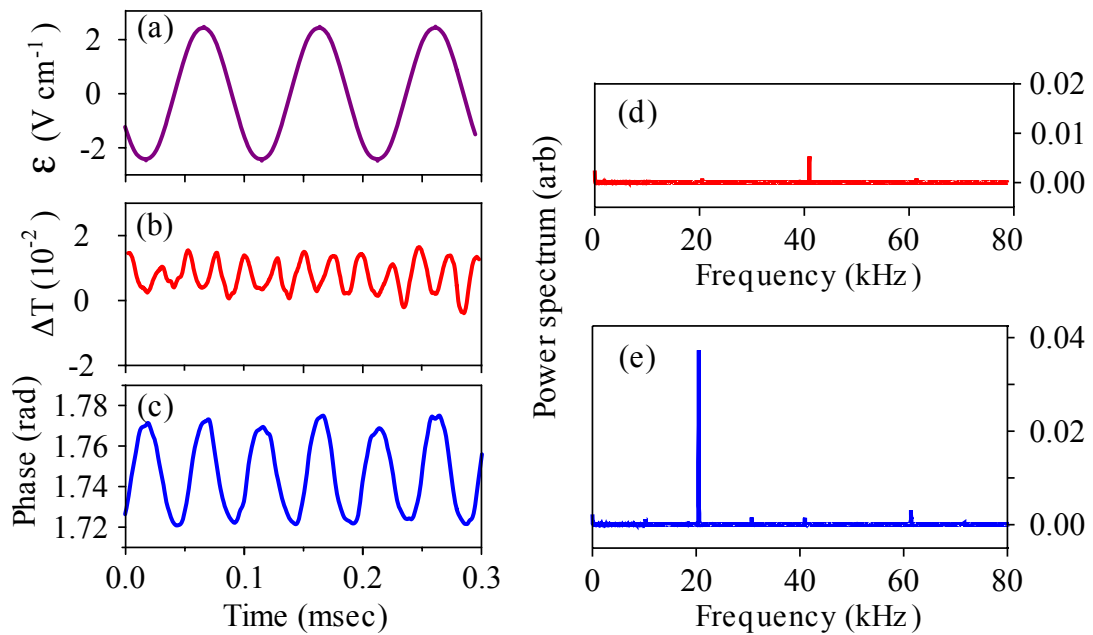 (a)
ε (V cm-1)
2
0
-2
(b)
ΔT (10-2)
2
0
-2
(c)
Phase (rad)
1.78
1.76
1.74
1.72
0.0 0.1 0.2 0.3
Time (msec)
(d)
0.02
0.01
0.00
0 20 40 60 80
Frequency (kHz)
Power spectrum (arb)
(e)
0.04
0.02
0.00
0 20 40 60 80
Frequency (kHz)